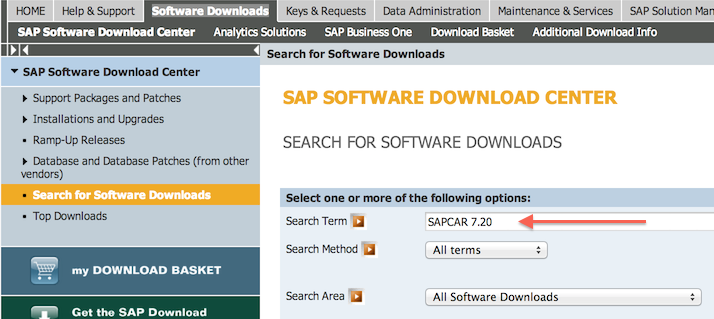 HOME
Help & Support
Software Downloads
Keys & Requests
Data Administration
Maintenance & Services
SAP Solution Man
SAP Software Download Center
Analytics Solutions
SAP Business One
Download Basket
Additional Download Info
SAP Software Download Center
Support Packages and Patches
Installations and Upgrades
Ramp-Up Releases
Database and Database Patches (from other
vendors)
Search for Software Downloads
Top Downloads
my DOWNLOAD BASKET
Get the SAP Download
Search for Software Downloads
SAP SOFTWARE DOWNLOAD CENTER
SEARCH FOR SOFTWARE DOWNLOADS
Select one or more of the following options:
Search Term
SAPCAR 7.20
Search Method
All terms
Search Area
All Software Downloads